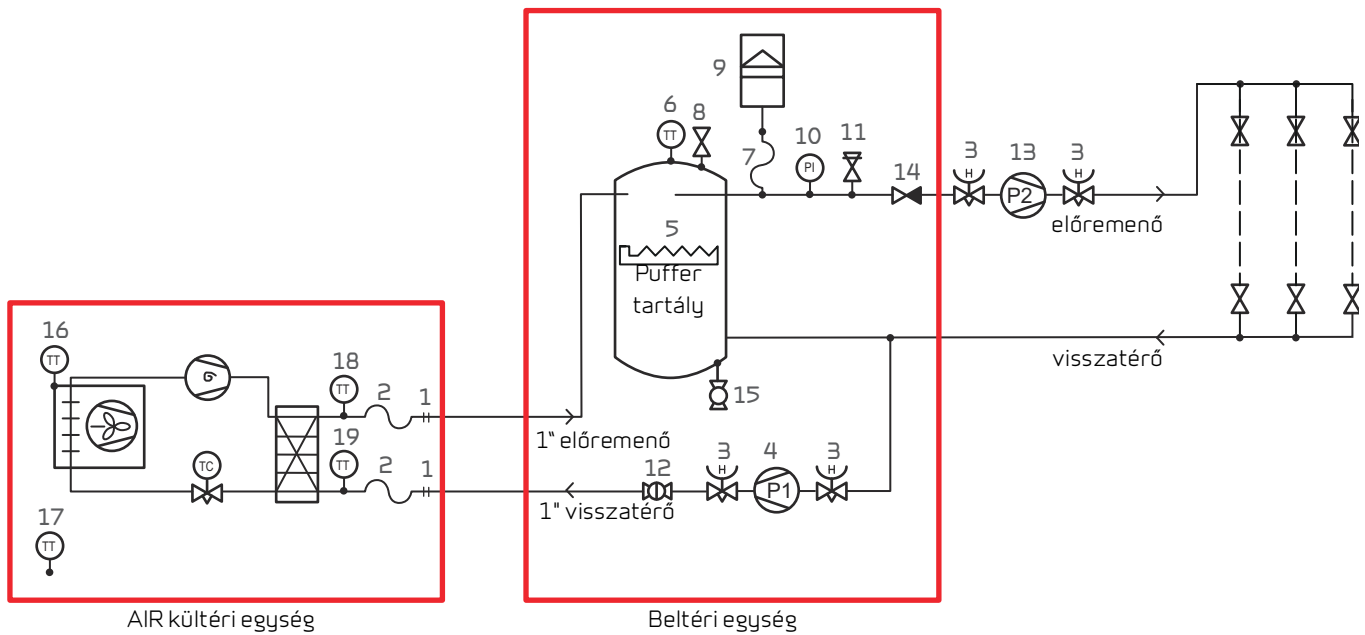 9
6
8
10
11
TT
7
PI
14
3
13
3
H
H
P2
előremenő
5
Puffer
tartály
16
TT
18
TT
2
1
15
visszatérő
1" előremenő
19
TT
2
1
TC
12
3
4
3
H
H
P1
1" visszatérő
17
TT
AIR kültéri egység
Beltéri egység